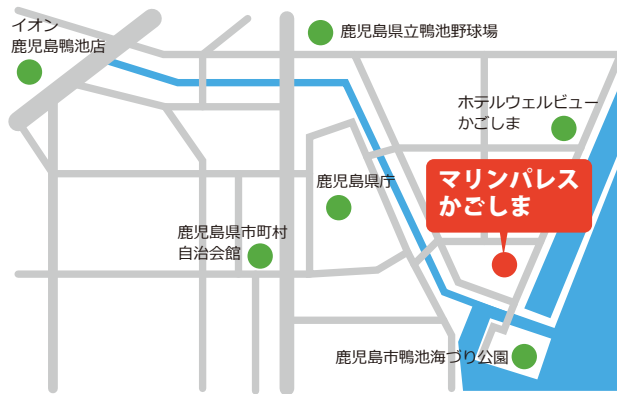 イオン
鹿児島鴨池店
鹿児島県立鴨池野球場
ホテルウェルビュー
かごしま
マリンパレス
かごしま
鹿児島県庁
鹿児島県市町村
自治会館
鹿児島市鴨池海づり公園